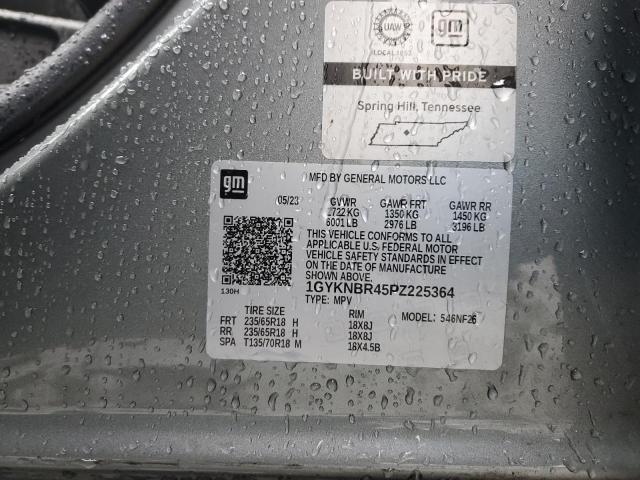 UAW
gm
BUILT WITH PRIDE
Spring Hill, Tennessee
gm
MFD BY GENERAL MOTORS LLC
05/23 GVWR GAWR FRT GAWR RR
2722 KG 1350 KG 1450 KG
6001 LB 2976 LB 3196 LB
THIS VEHICLE CONFORMS TO ALL
APPLICABLE U.S. FEDERAL MOTOR
VEHICLE SAFETY STANDARDS IN EFFECT
ON THE DATE OF MANUFACTURE
SHOWN ABOVE.
130H
1GYKNBR45PZ225364
TYPE: MPV MODEL: 546NF26
TIRE SIZE RIM
FRT 235/65R18 H 18X8J
RR 235/65R18 H 18X8J
SPA T135/70R18 M 18X4.5B